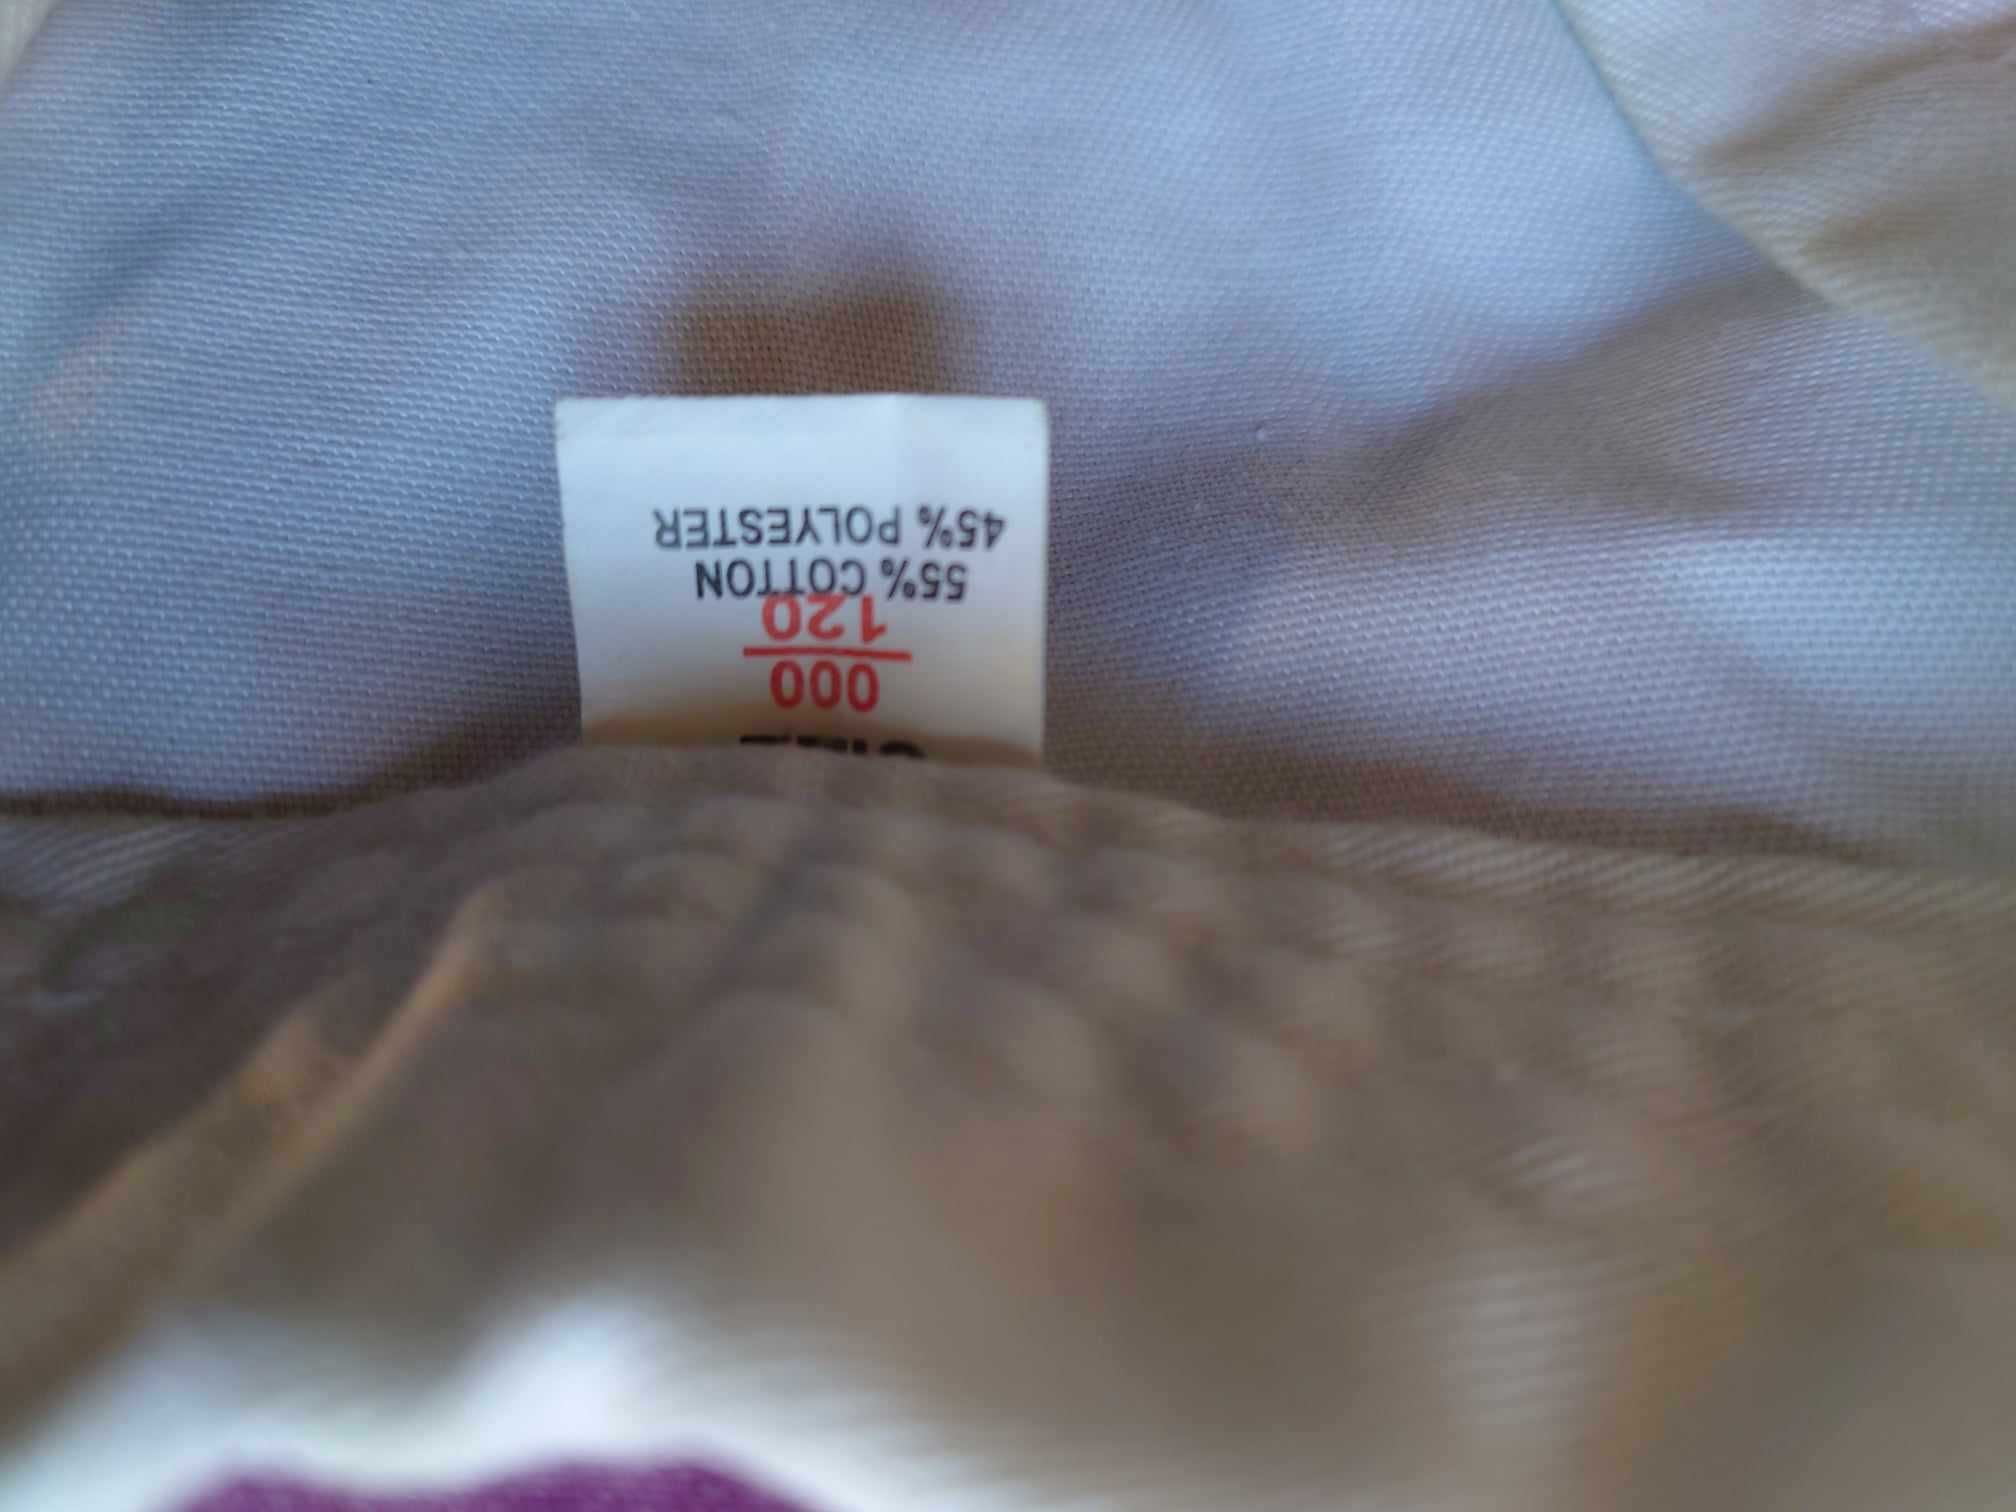 000
120
55% COTTON
45% POLYESTER